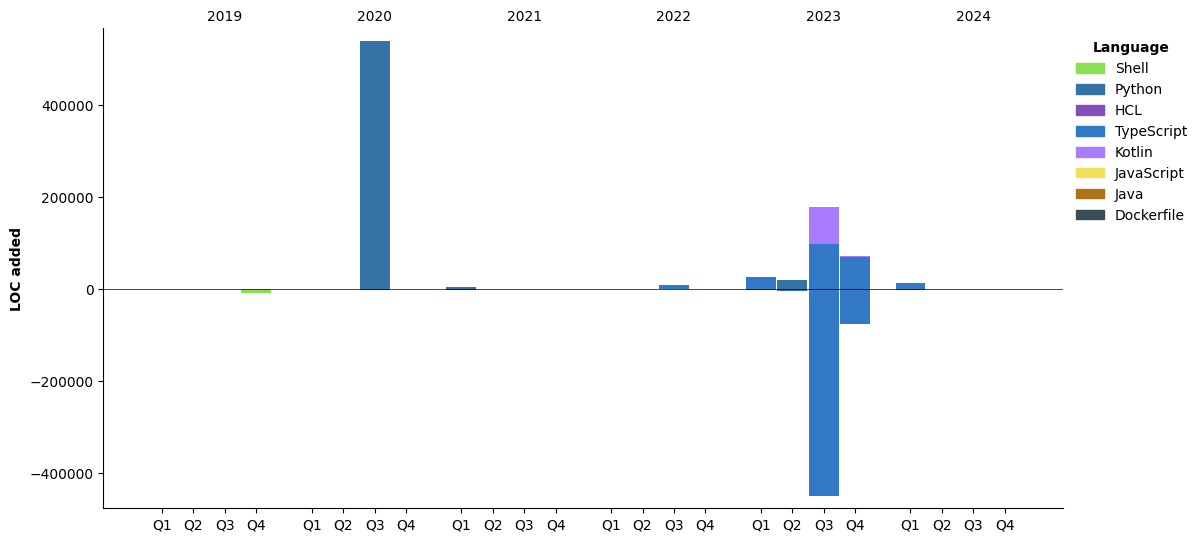 2019 2020 2021 2022 2023 2024
Language
Shell
Python
HCL
TypeScript
Kotlin
JavaScript
Java
Dockerfile
LOC added
400000
200000
0
−200000
−400000
Q1 Q2 Q3 Q4 Q1 Q2 Q3 Q4 Q1 Q2 Q3 Q4 Q1 Q2 Q3 Q4 Q1 Q2 Q3 Q4 Q1 Q2 Q3 Q4